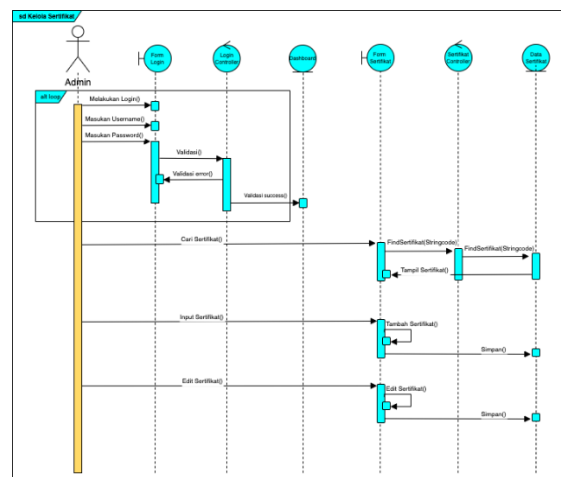 sd Kelola Sertifikat
Admin
Form
Login
Login
Controller
Dashboard
Form
Sertifikat
Sertifikat
Controller
Data
Sertifikat
alt loop
Melakukan Login()
Masukan Username()
Masukan Password()
Validasi()
Validasi error()
Validasi success()
Cari Sertifikat()
FindSertifikat(Stringcode)
FindSertifikat(Stringcode)
Tampil Sertifikat()
Input Sertifikat()
Tambah Sertifikat()
Simpan()
Edit Sertifikat()
Edit Sertifikat()
Simpan()